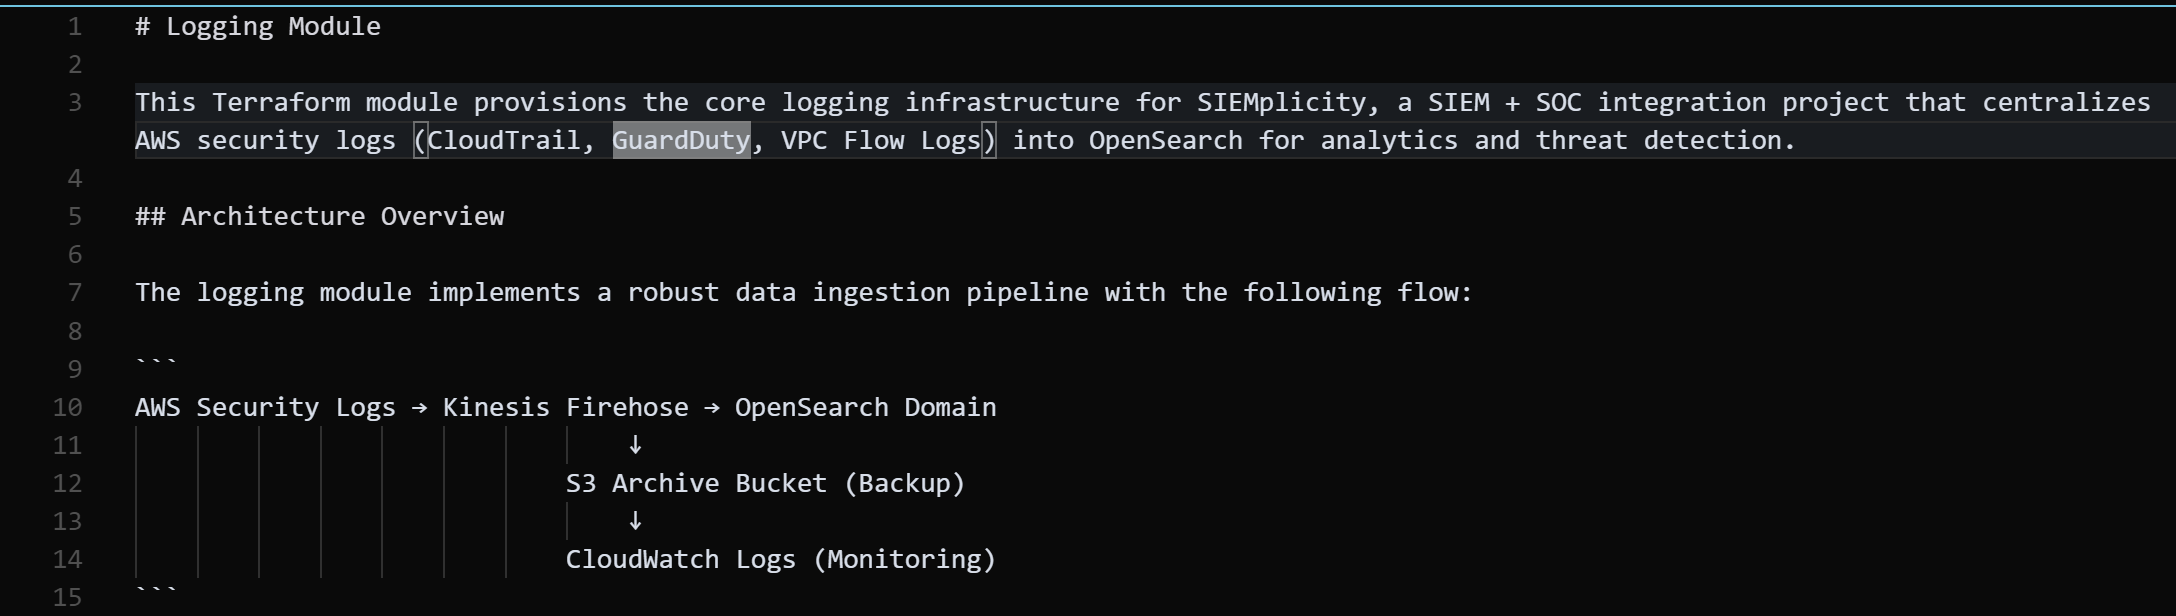 1 # Logging Module
2
3 This Terraform module provisions the core logging infrastructure for SIEMplicity, a SIEM + SOC integration project that centralizes
AWS security logs (CloudTrail, GuardDuty, VPC Flow Logs) into OpenSearch for analytics and threat detection.
4
5 ## Architecture Overview
6
7 The logging module implements a robust data ingestion pipeline with the following flow:
8
9 ```
10 AWS Security Logs → Kinesis Firehose → OpenSearch Domain
11 ↓
12 S3 Archive Bucket (Backup)
13 ↓
14 CloudWatch Logs (Monitoring)
15 ```